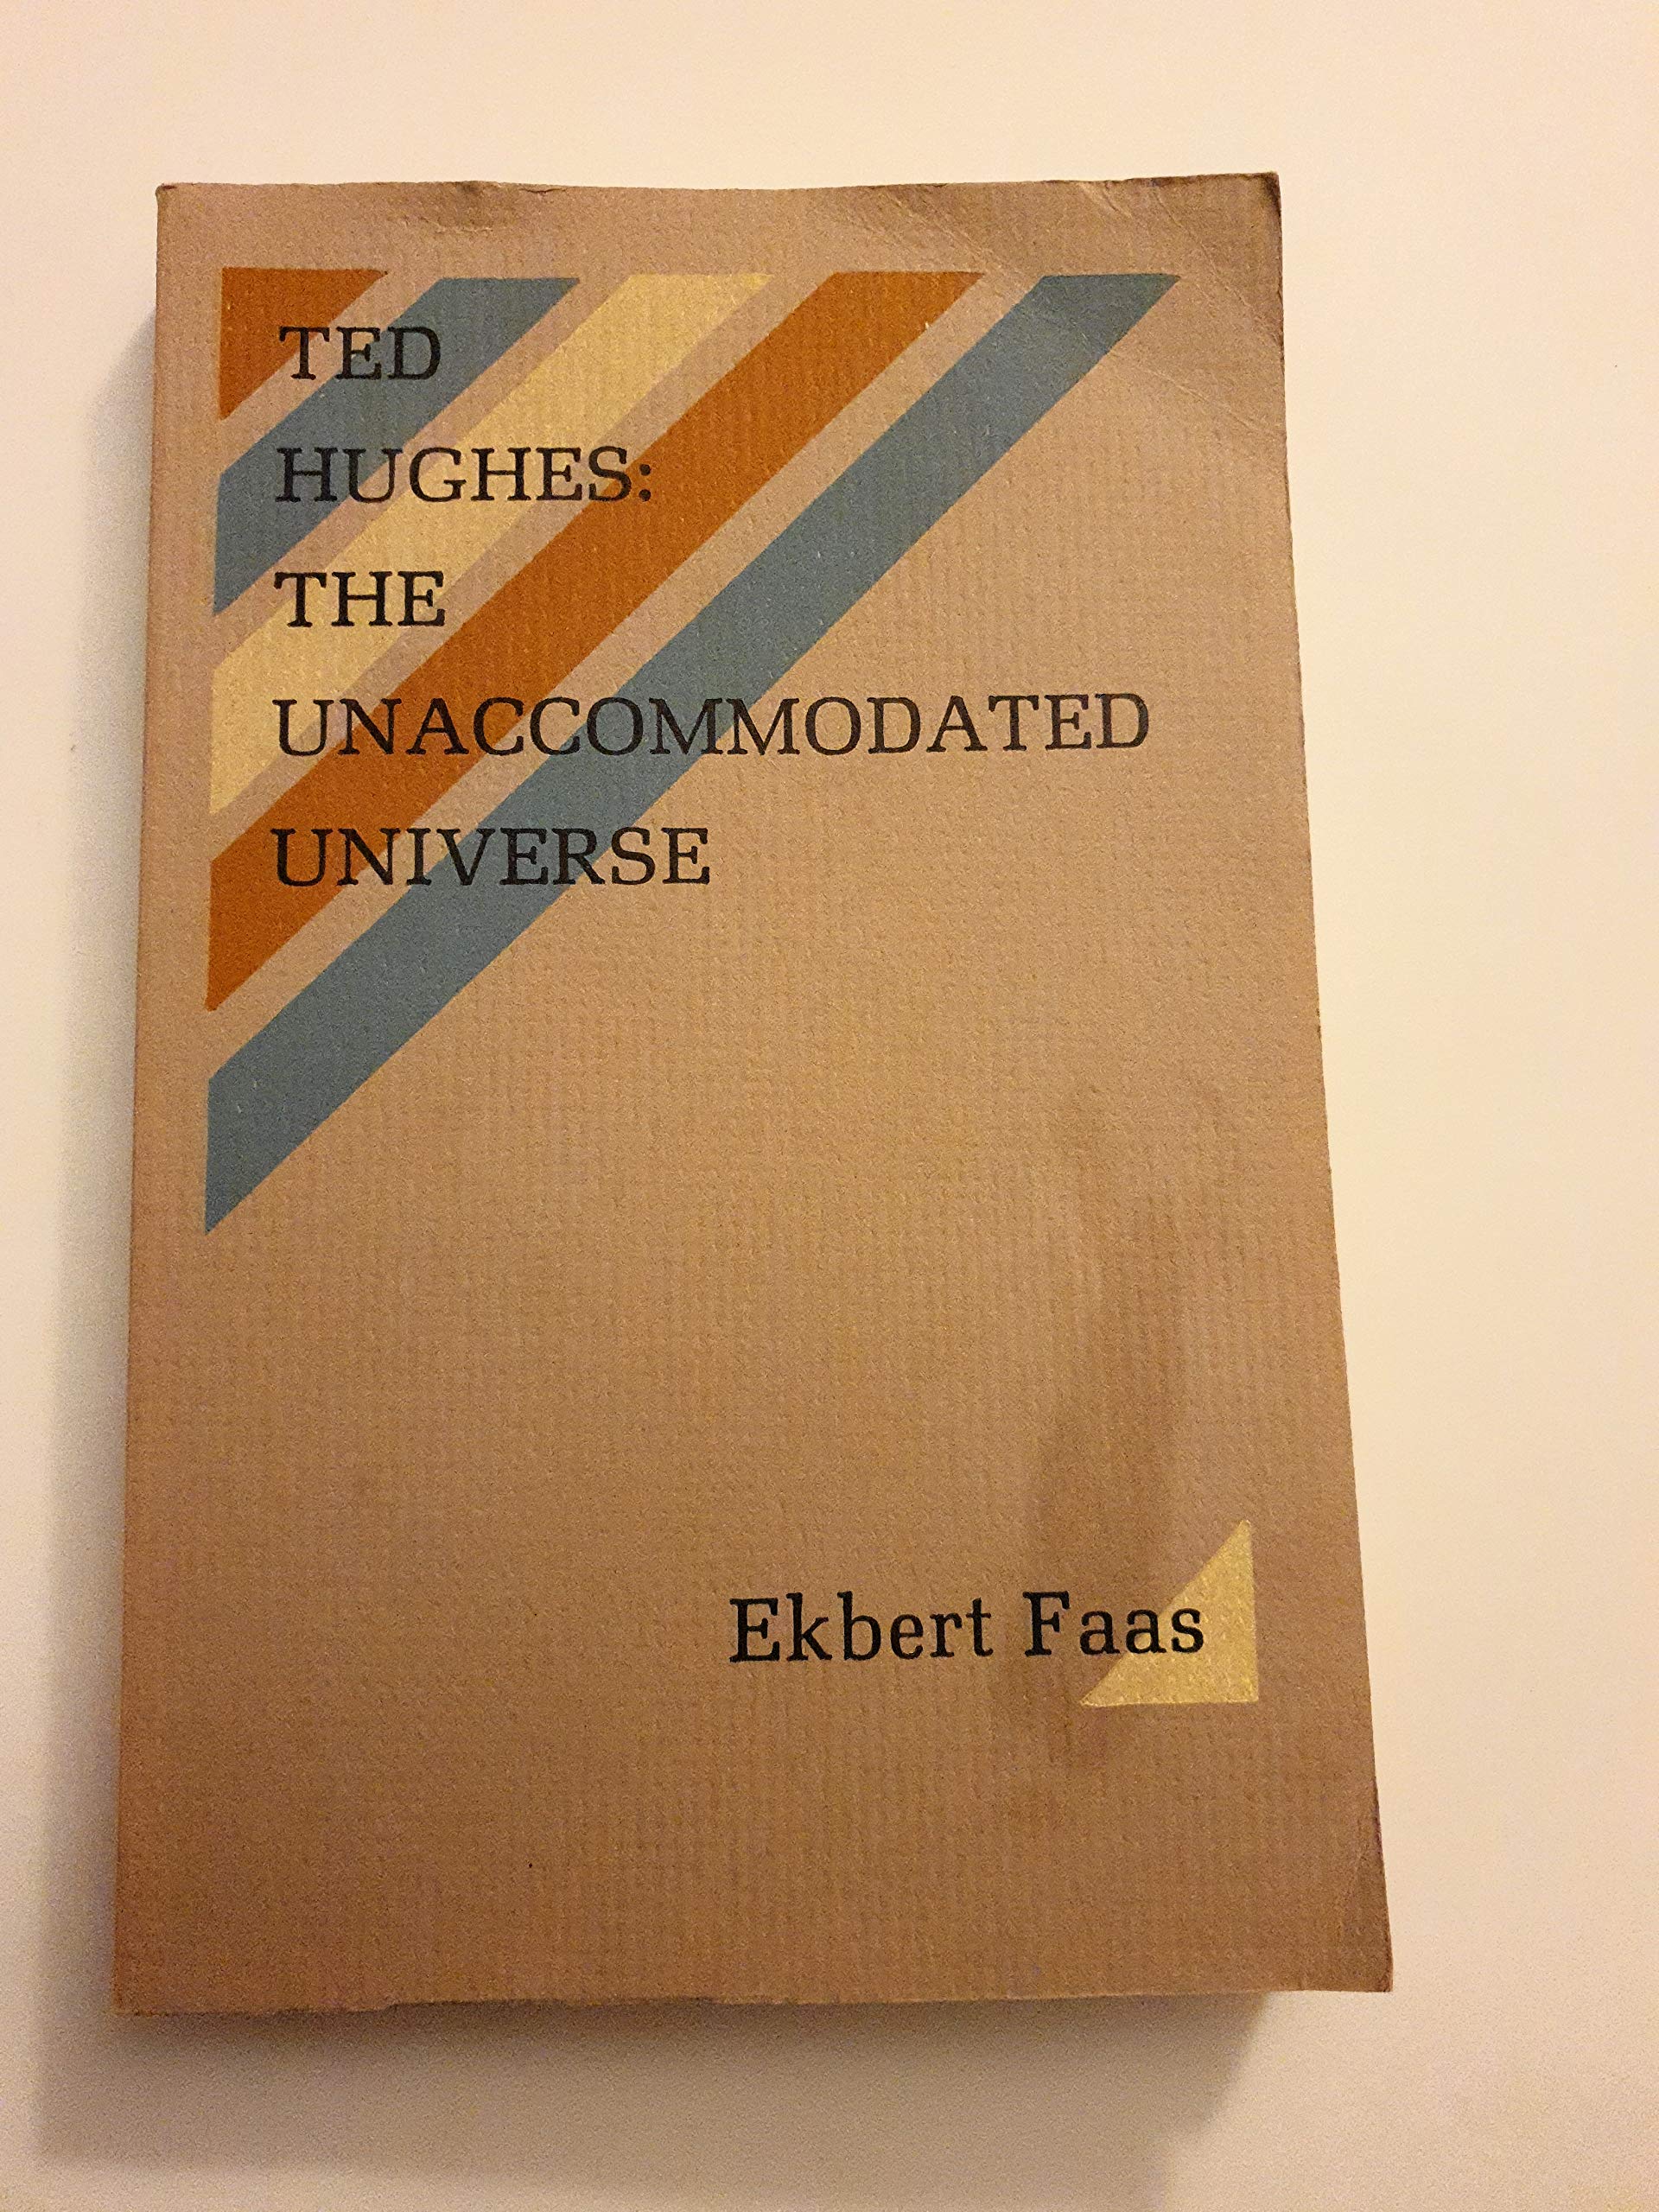 TED
HUGHES:
THE
UNACCOMMODATED
UNIVERSE
Ekbert Faas